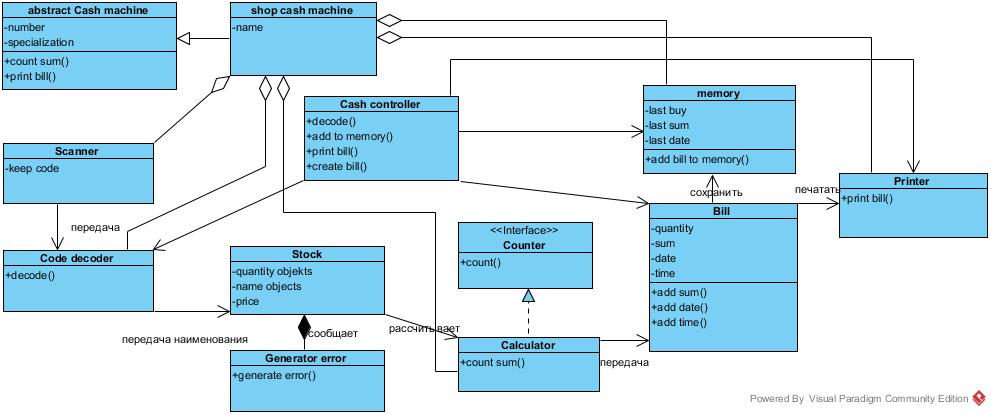 abstract Cash machine
-number
-specialization
+count sum()
+print bill()
shop cash machine
-name
Cash controller
+decode()
+add to memory()
+print bill()
+create bill()
memory
-last buy
-last sum
-last date
+add bill to memory()
Scanner
-keep code
передача
сохранить
печатать
Printer
+print bill()
Bill
-quantity
-sum
-date
-time
+add sum()
+add date()
+add time()
<<Interface>>
Counter
+count()
Code decoder
+decode()
Stock
-quantity objekts
-name objects
-price
передача наименования
сообщает
рассчитывает
Generator error
+generate error()
Calculator
+count sum()
передача
Powered By Visual Paradigm Community Edition